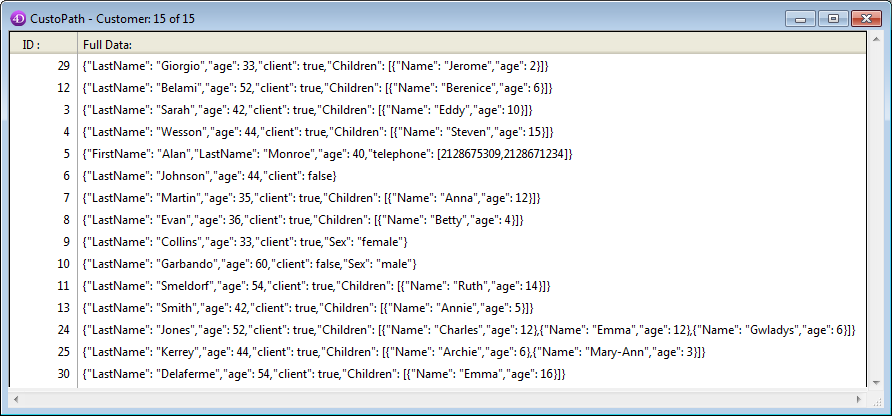 4D CustoPath - Customer: 15 of 15
ID : Full Data:
29 {"LastName": "Giorgio","age": 33,"client": true,"Children": [{"Name": "Jerome","age": 2}]}
12 {"LastName": "Belami","age": 52,"client": true,"Children": [{"Name": "Berenice","age": 6}]}
3 {"LastName": "Sarah","age": 42,"client": true,"Children": [{"Name": "Eddy","age": 10}]}
4 {"LastName": "Wesson","age": 44,"client": true,"Children": [{"Name": "Steven","age": 15}]}
5 {"FirstName": "Alan","LastName": "Monroe","age": 40,"telephone": [2128675309,2128671234]}
6 {"LastName": "Johnson","age": 44,"client": false}
7 {"LastName": "Martin","age": 35,"client": true,"Children": [{"Name": "Anna","age": 12}]}
8 {"LastName": "Evan","age": 36,"client": true,"Children": [{"Name": "Betty","age": 4}]}
9 {"LastName": "Collins","age": 33,"client": true,"Sex": "female"}
10 {"LastName": "Garbando","age": 60,"client": false,"Sex": "male"}
11 {"LastName": "Smeldorf","age": 54,"client": true,"Children": [{"Name": "Ruth","age": 14}]}
13 {"LastName": "Smith","age": 42,"client": true,"Children": [{"Name": "Annie","age": 5}]}
24 {"LastName": "Jones","age": 52,"client": true,"Children": [{"Name": "Charles","age": 12},{"Name": "Emma","age": 12},{"Name": "Gwladys","age": 6}]}
25 {"LastName": "Kerrey","age": 44,"client": true,"Children": [{"Name": "Archie","age": 6},{"Name": "Mary-Ann","age": 3}]}
30 {"LastName": "Delaferme","age": 54,"client": true,"Children": [{"Name": "Emma","age": 16}]}